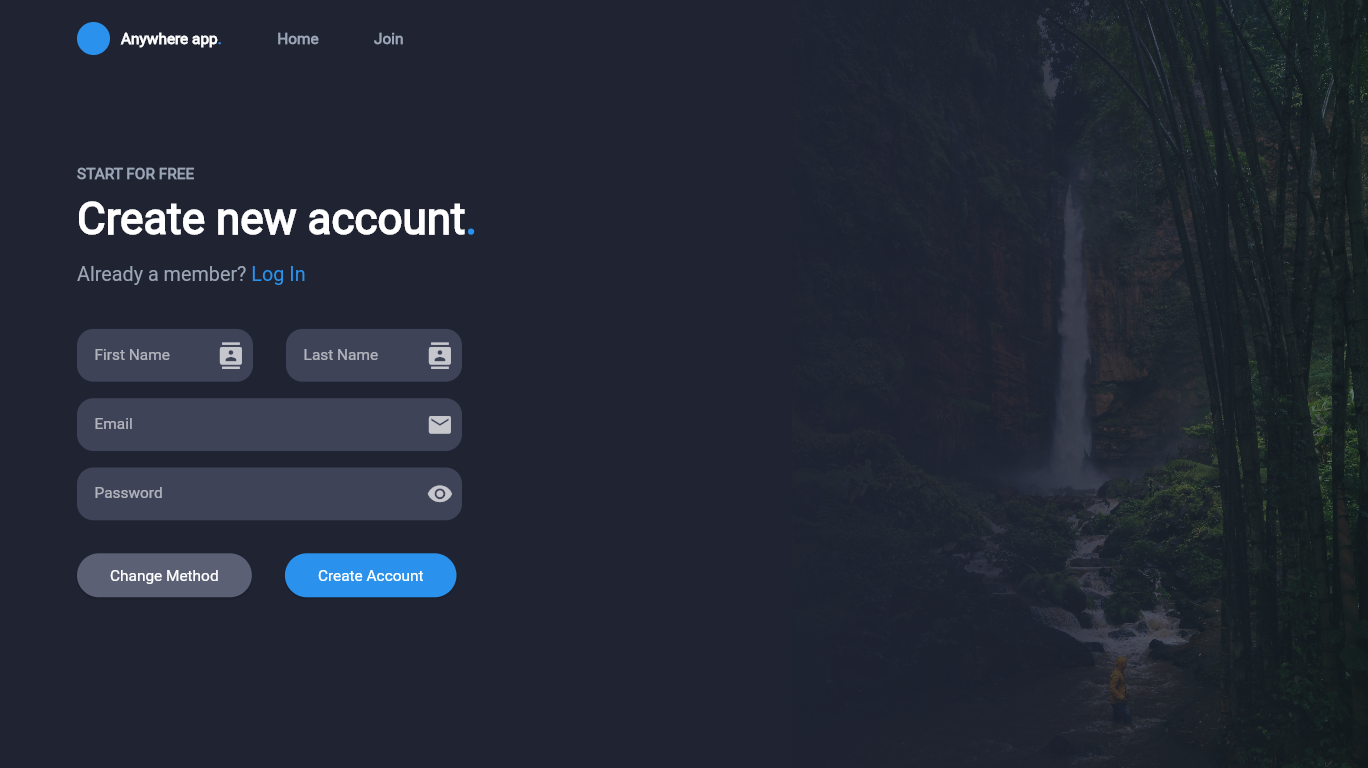 Anywhere app. Home Join
START FOR FREE
Create new account.
Already a member? Log In
First Name Last Name
Email
Password
Change Method Create Account